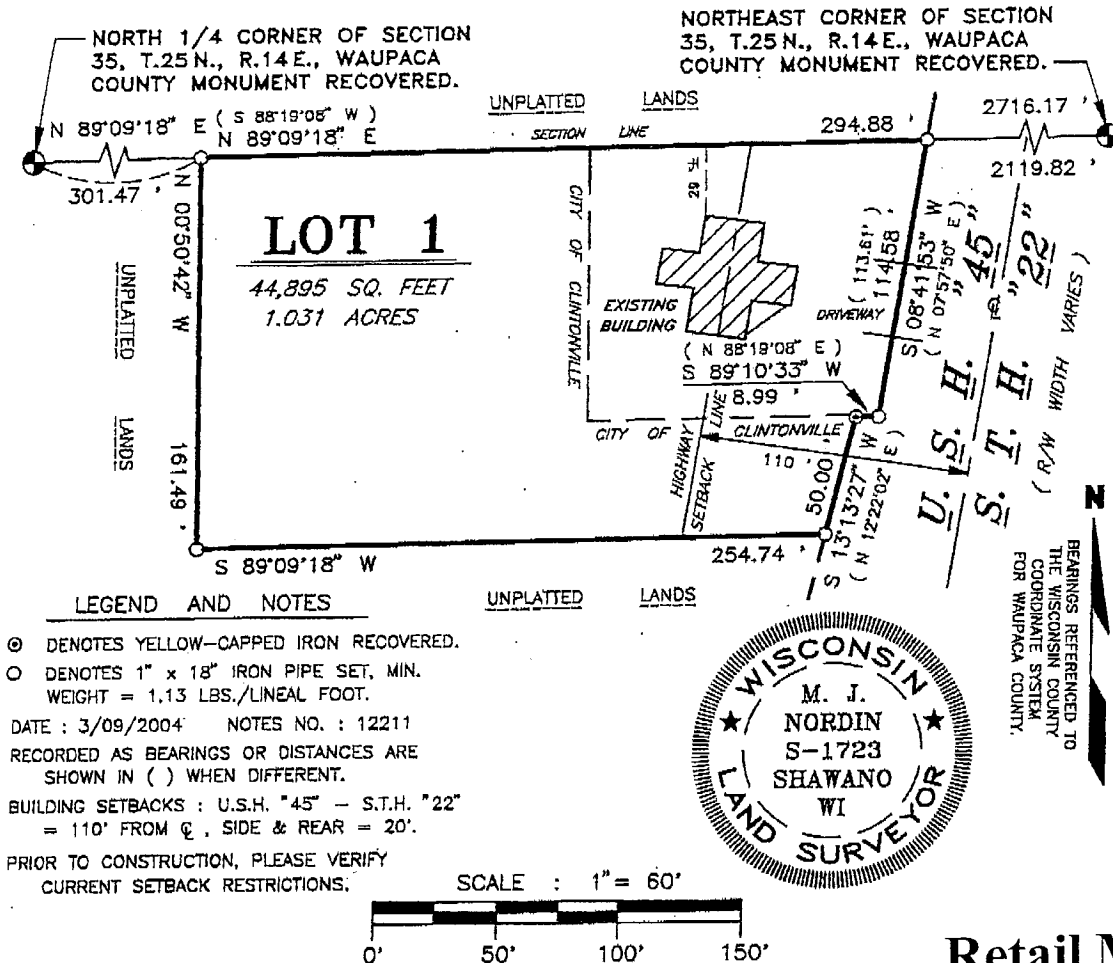 NORTH 1/4 CORNER OF SECTION
35, T.25 N., R.14 E., WAUPACA
COUNTY MONUMENT RECOVERED.
NORTHEAST CORNER OF SECTION
35, T.25 N., R.14 E., WAUPACA
COUNTY MONUMENT RECOVERED.
UNPLATTED LANDS
N 89°09'18" E
( S 88°19'08" W )
N 89°09'18" E
SECTION LINE
294.88 '
2716.17 '
2119.82 '
301.47 '
N 00°50'42" W
161.49 '
UNPLATTED LANDS
LOT 1
44,895 SQ. FEET
1.031 ACRES
CITY OF CLINTONVILLE
29 ±
EXISTING
BUILDING
DRIVEWAY
( 113.61' )
114.58 '
S 08°41'53" W
( N 07°57'50" E )
( N 88°19'08" E )
S 89°10'33" W
8.99 '
CITY OF CLINTONVILLE
HIGHWAY LINE
SETBACK
110 '
50.00 '
S 13°13'27" W
( N 12°22'02" E )
U. S. H. "45"
℄
S. T. H. "22"
( R/W WIDTH VARIES )
S 89°09'18" W
254.74 '
UNPLATTED LANDS
N
BEARINGS REFERENCED TO
THE WISCONSIN COUNTY
COORDINATE SYSTEM
FOR WAUPACA COUNTY.
LEGEND AND NOTES
DENOTES YELLOW-CAPPED IRON RECOVERED.
DENOTES 1" x 18" IRON PIPE SET, MIN.
WEIGHT = 1.13 LBS./LINEAL FOOT.
DATE : 3/09/2004 NOTES NO. : 12211
RECORDED AS BEARINGS OR DISTANCES ARE
SHOWN IN ( ) WHEN DIFFERENT.
BUILDING SETBACKS : U.S.H. "45" - S.T.H. "22"
= 110' FROM ℄ , SIDE & REAR = 20'.
PRIOR TO CONSTRUCTION, PLEASE VERIFY
CURRENT SETBACK RESTRICTIONS.
WISCONSIN
M. J.
NORDIN
S-1723
SHAWANO
WI
LAND SURVEYOR
SCALE : 1" = 60'
0' 50' 100' 150'
Retail M